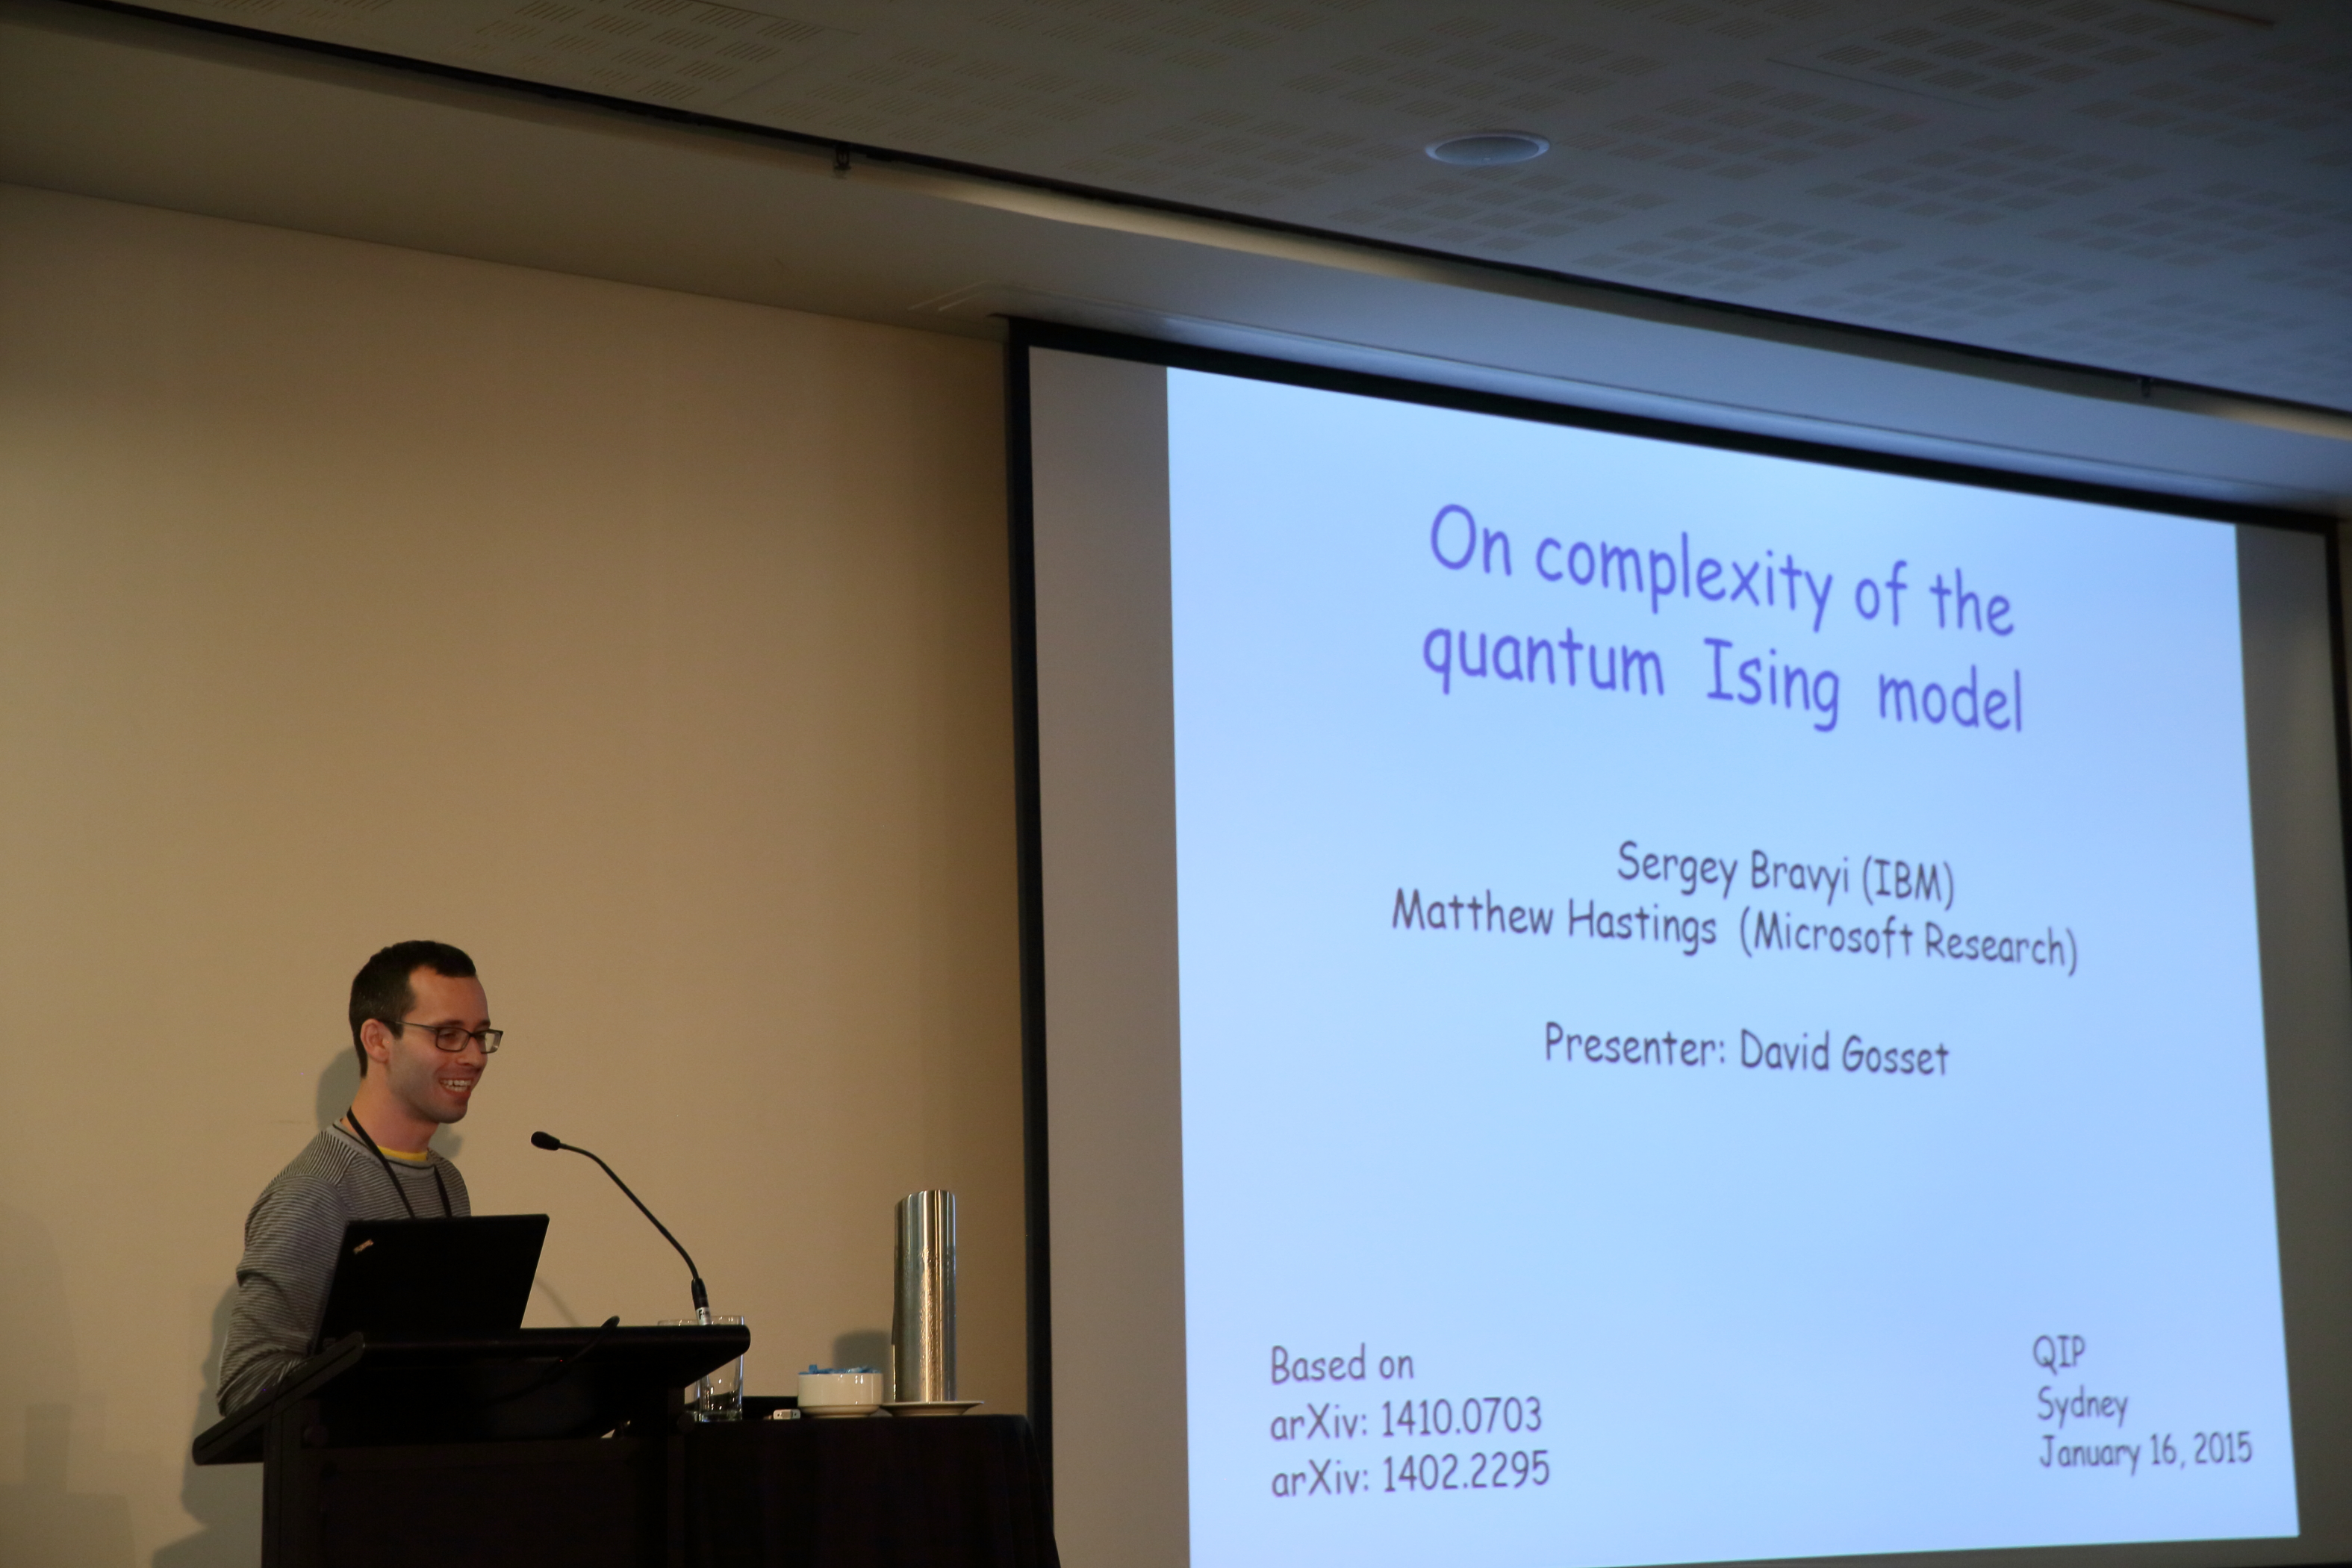 On complexity of the
quantum Ising model
Sergey Bravyi (IBM)
Matthew Hastings (Microsoft Research)
Presenter: David Gosset
Based on
arXiv: 1410.0703
arXiv: 1402.2295
QIP
Sydney
January 16, 2015